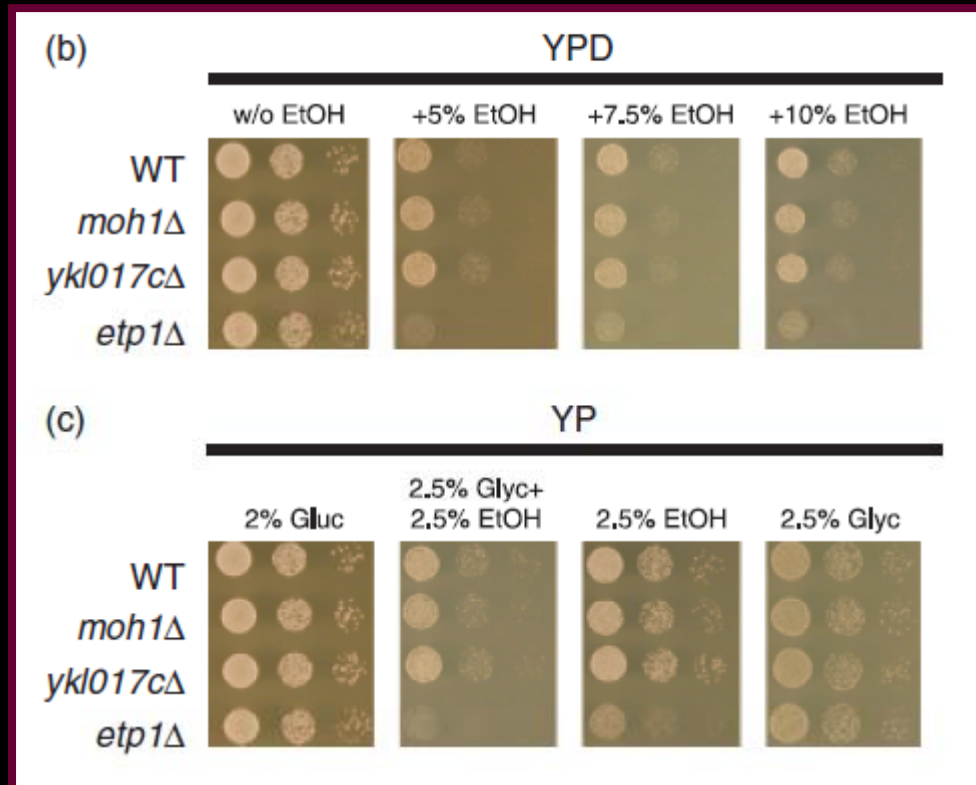 (b)
YPD
w/o EtOH +5% EtOH +7.5% EtOH +10% EtOH
WT
moh1Δ
ykl017cΔ
etp1Δ
(c)
YP
2.5% Glyc+
2% Gluc 2.5% EtOH 2.5% EtOH 2.5% Glyc
WT
moh1Δ
ykl017cΔ
etp1Δ